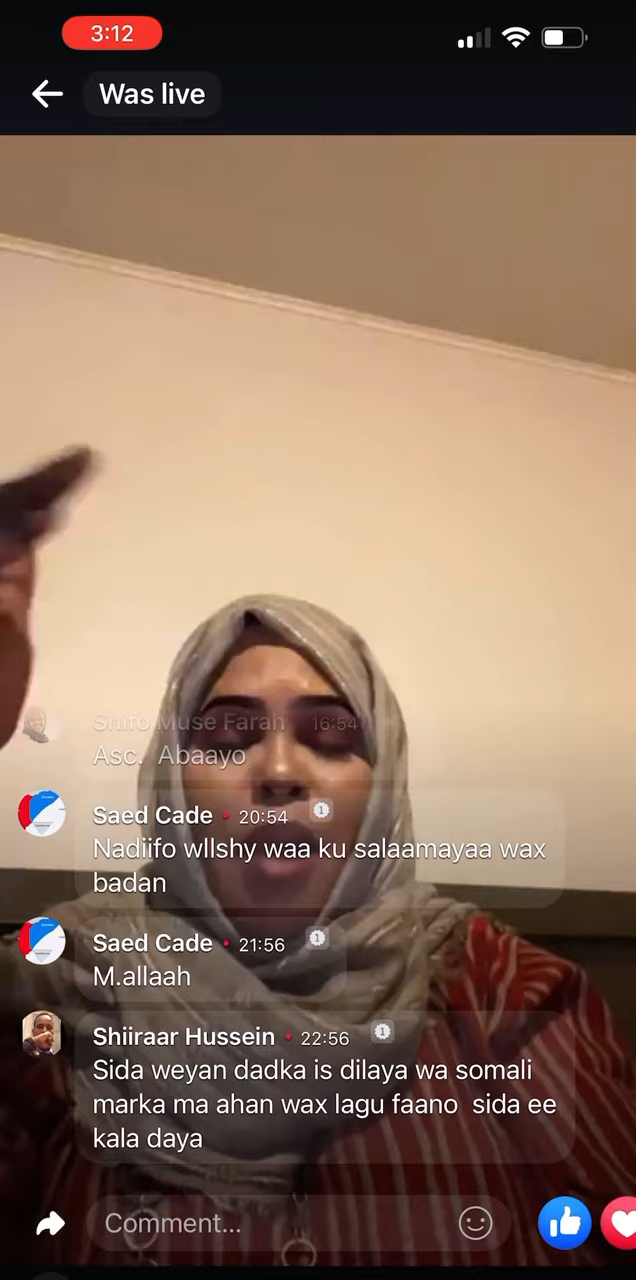 3:12
Was live
Shifo Muse Farah 16:54
Asc. Abaayo
Saed Cade • 20:54
Nadiifo wllshy waa ku salaamayaa wax
badan
Saed Cade • 21:56
M.allaah
Shiiraar Hussein • 22:56
Sida weyan dadka is dilaya wa somali
marka ma ahan wax lagu faano sida ee
kala daya
Comment...